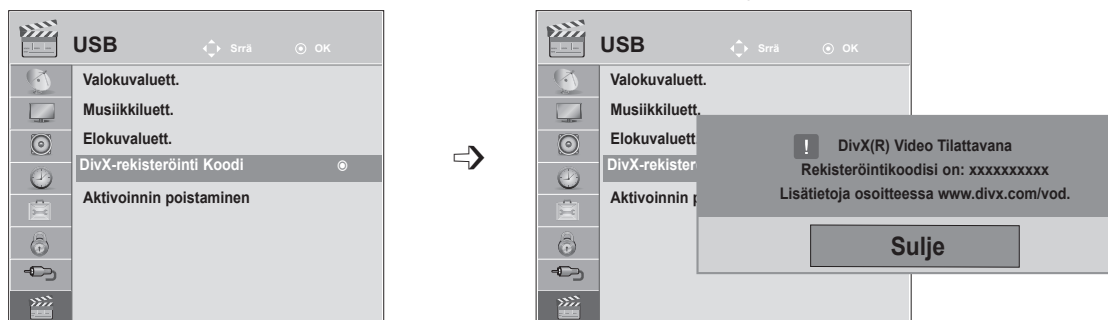 USB Srrä OK
Valokuvaluett.
Musiikkiluett.
Elokuvaluett.
DivX-rekisteröinti Koodi
Aktivoinnin poistaminen
USB Srrä OK
Valokuvaluett.
Musiikkiluett.
Elokuvaluett
DivX-rekister
Aktivoinnin p
! DivX(R) Video Tilattavana
Rekisteröintikoodisi on: xxxxxxxxxx
Lisätietoja osoitteessa www.divx.com/vod.
Sulje